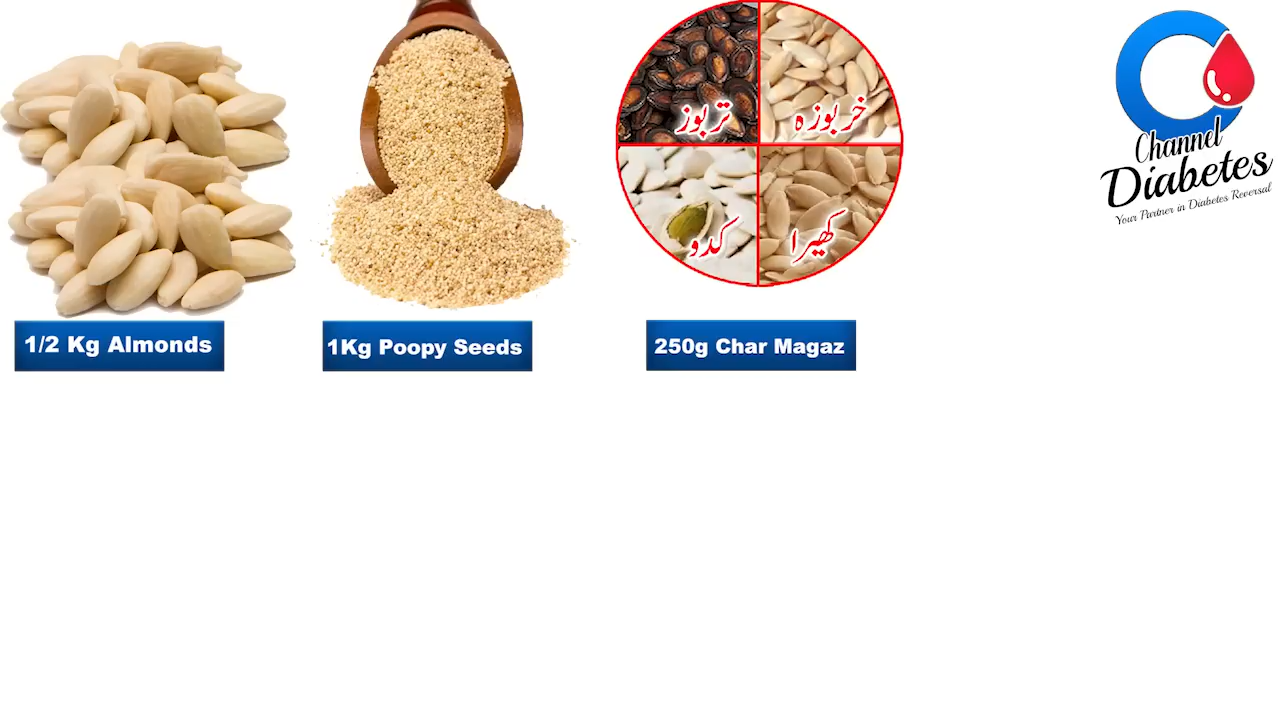 تربوز
خربوزہ
کدو
کھیرا
1/2 Kg Almonds
1Kg Poopy Seeds
250g Char Magaz
Channel
Diabetes
Your Partner in Diabetes Reversal